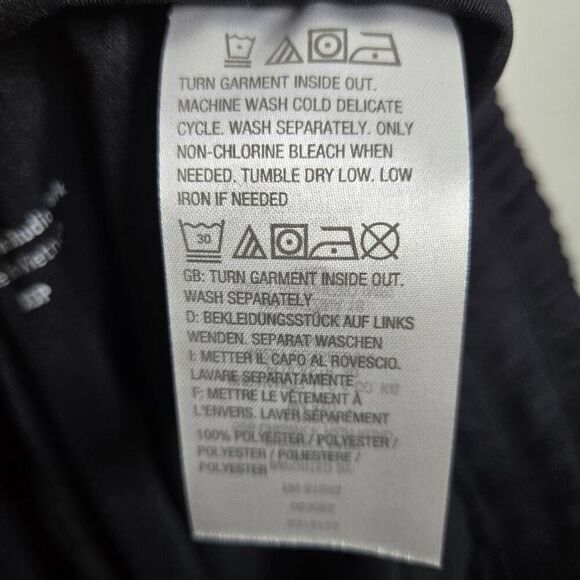 TURN GARMENT INSIDE OUT.
MACHINE WASH COLD DELICATE
CYCLE. WASH SEPARATELY. ONLY
NON-CHLORINE BLEACH WHEN
NEEDED. TUMBLE DRY LOW. LOW
IRON IF NEEDED
30
GB: TURN GARMENT INSIDE OUT.
WASH SEPARATELY
D: BEKLEIDUNGSSTÜCK AUF LINKS
WENDEN. SEPARAT WASCHEN
I: METTER IL CAPO AL ROVESCIO.
LAVARE SEPARATAMENTE
F: METTRE LE VÊTEMENT À
L'ENVERS. LAVER SÉPARÉMENT
100% POLYESTER / POLYESTER /
POLYESTER / POLIESTERE /
POLYESTER